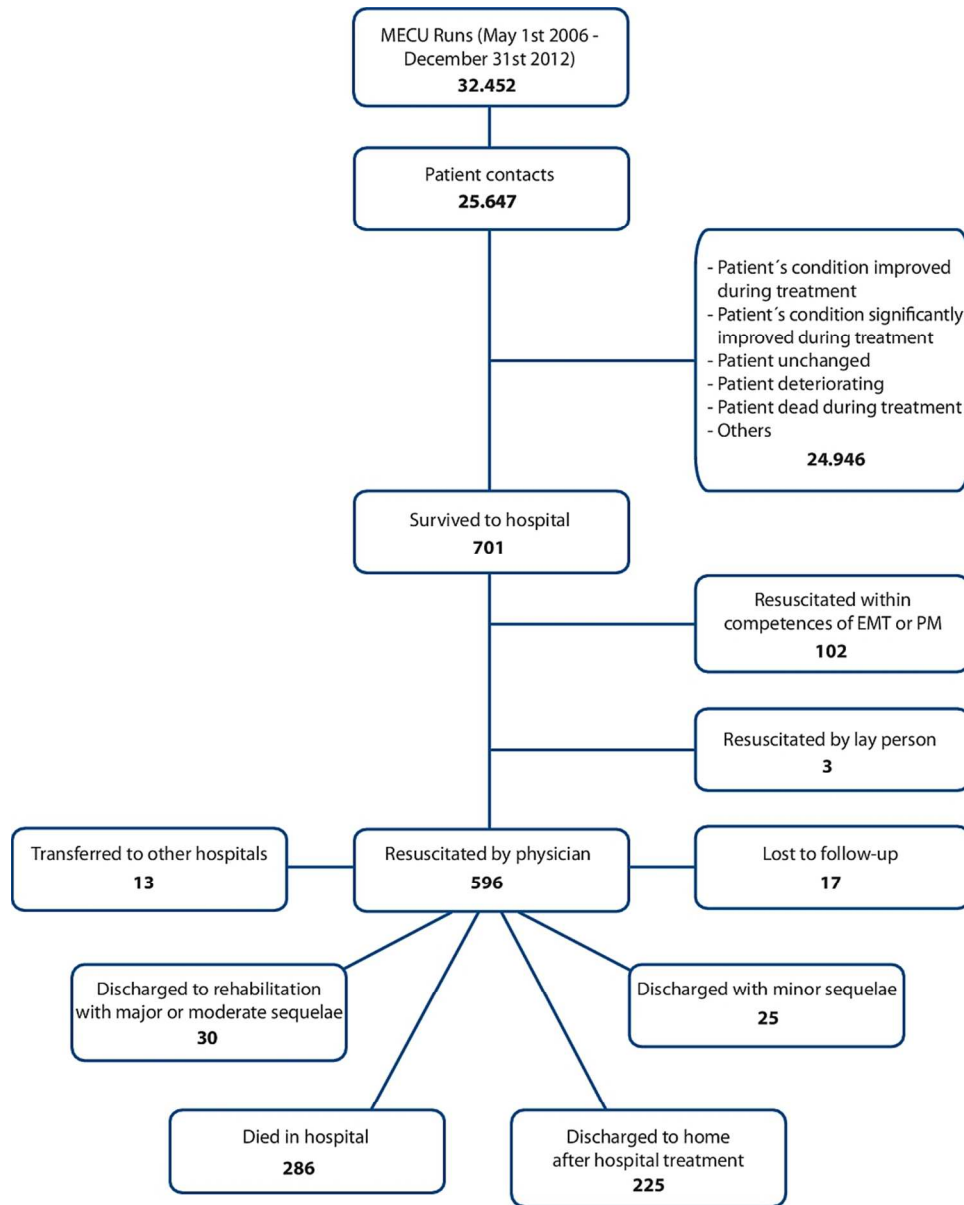 MECU Runs (May 1st 2006 -
December 31st 2012)
32.452
Patient contacts
25.647
- Patient´s condition improved
during treatment
- Patient´s condition significantly
improved during treatment
- Patient unchanged
- Patient deteriorating
- Patient dead during treatment
- Others
24.946
Survived to hospital
701
Resuscitated within
competences of EMT or PM
102
Resuscitated by lay person
3
Transferred to other hospitals
13
Resuscitated by physician
596
Lost to follow-up
17
Discharged to rehabilitation
with major or moderate sequelae
30
Discharged with minor sequelae
25
Died in hospital
286
Discharged to home
after hospital treatment
225